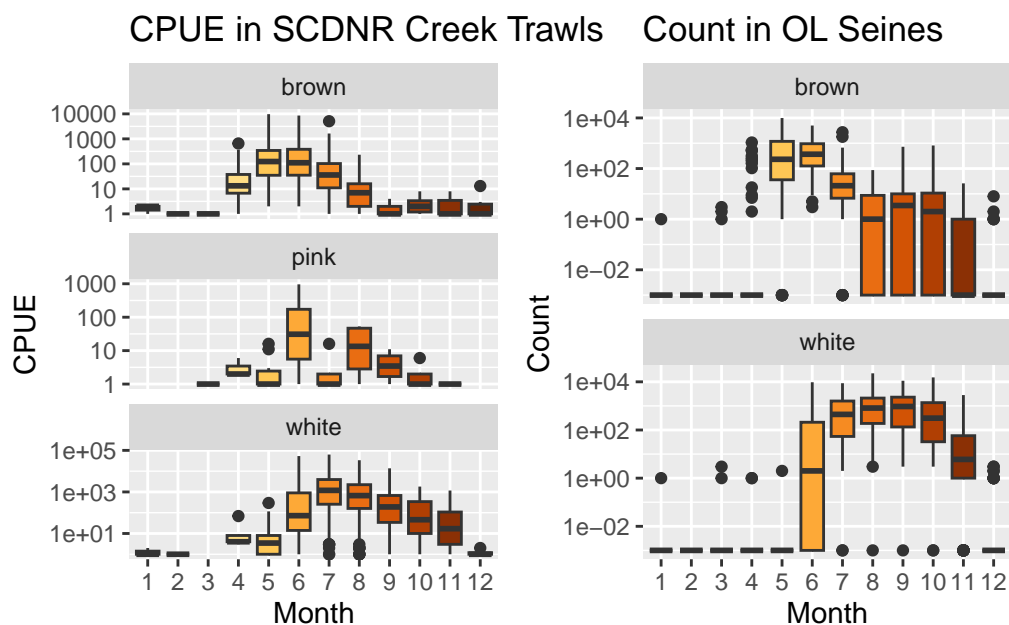 CPUE in SCDNR Creek Trawls
CPUE
brown
10000
1000
100
10
1
pink
1000
100
10
1
white
1e+05
1e+03
1e+01
1 2 3 4 5 6 7 8 9 10 11 12
Month
Count in OL Seines
Count
brown
1e+04
1e+02
1e+00
1e−02
white
1e+04
1e+02
1e+00
1e−02
1 2 3 4 5 6 7 8 9 10 11 12
Month